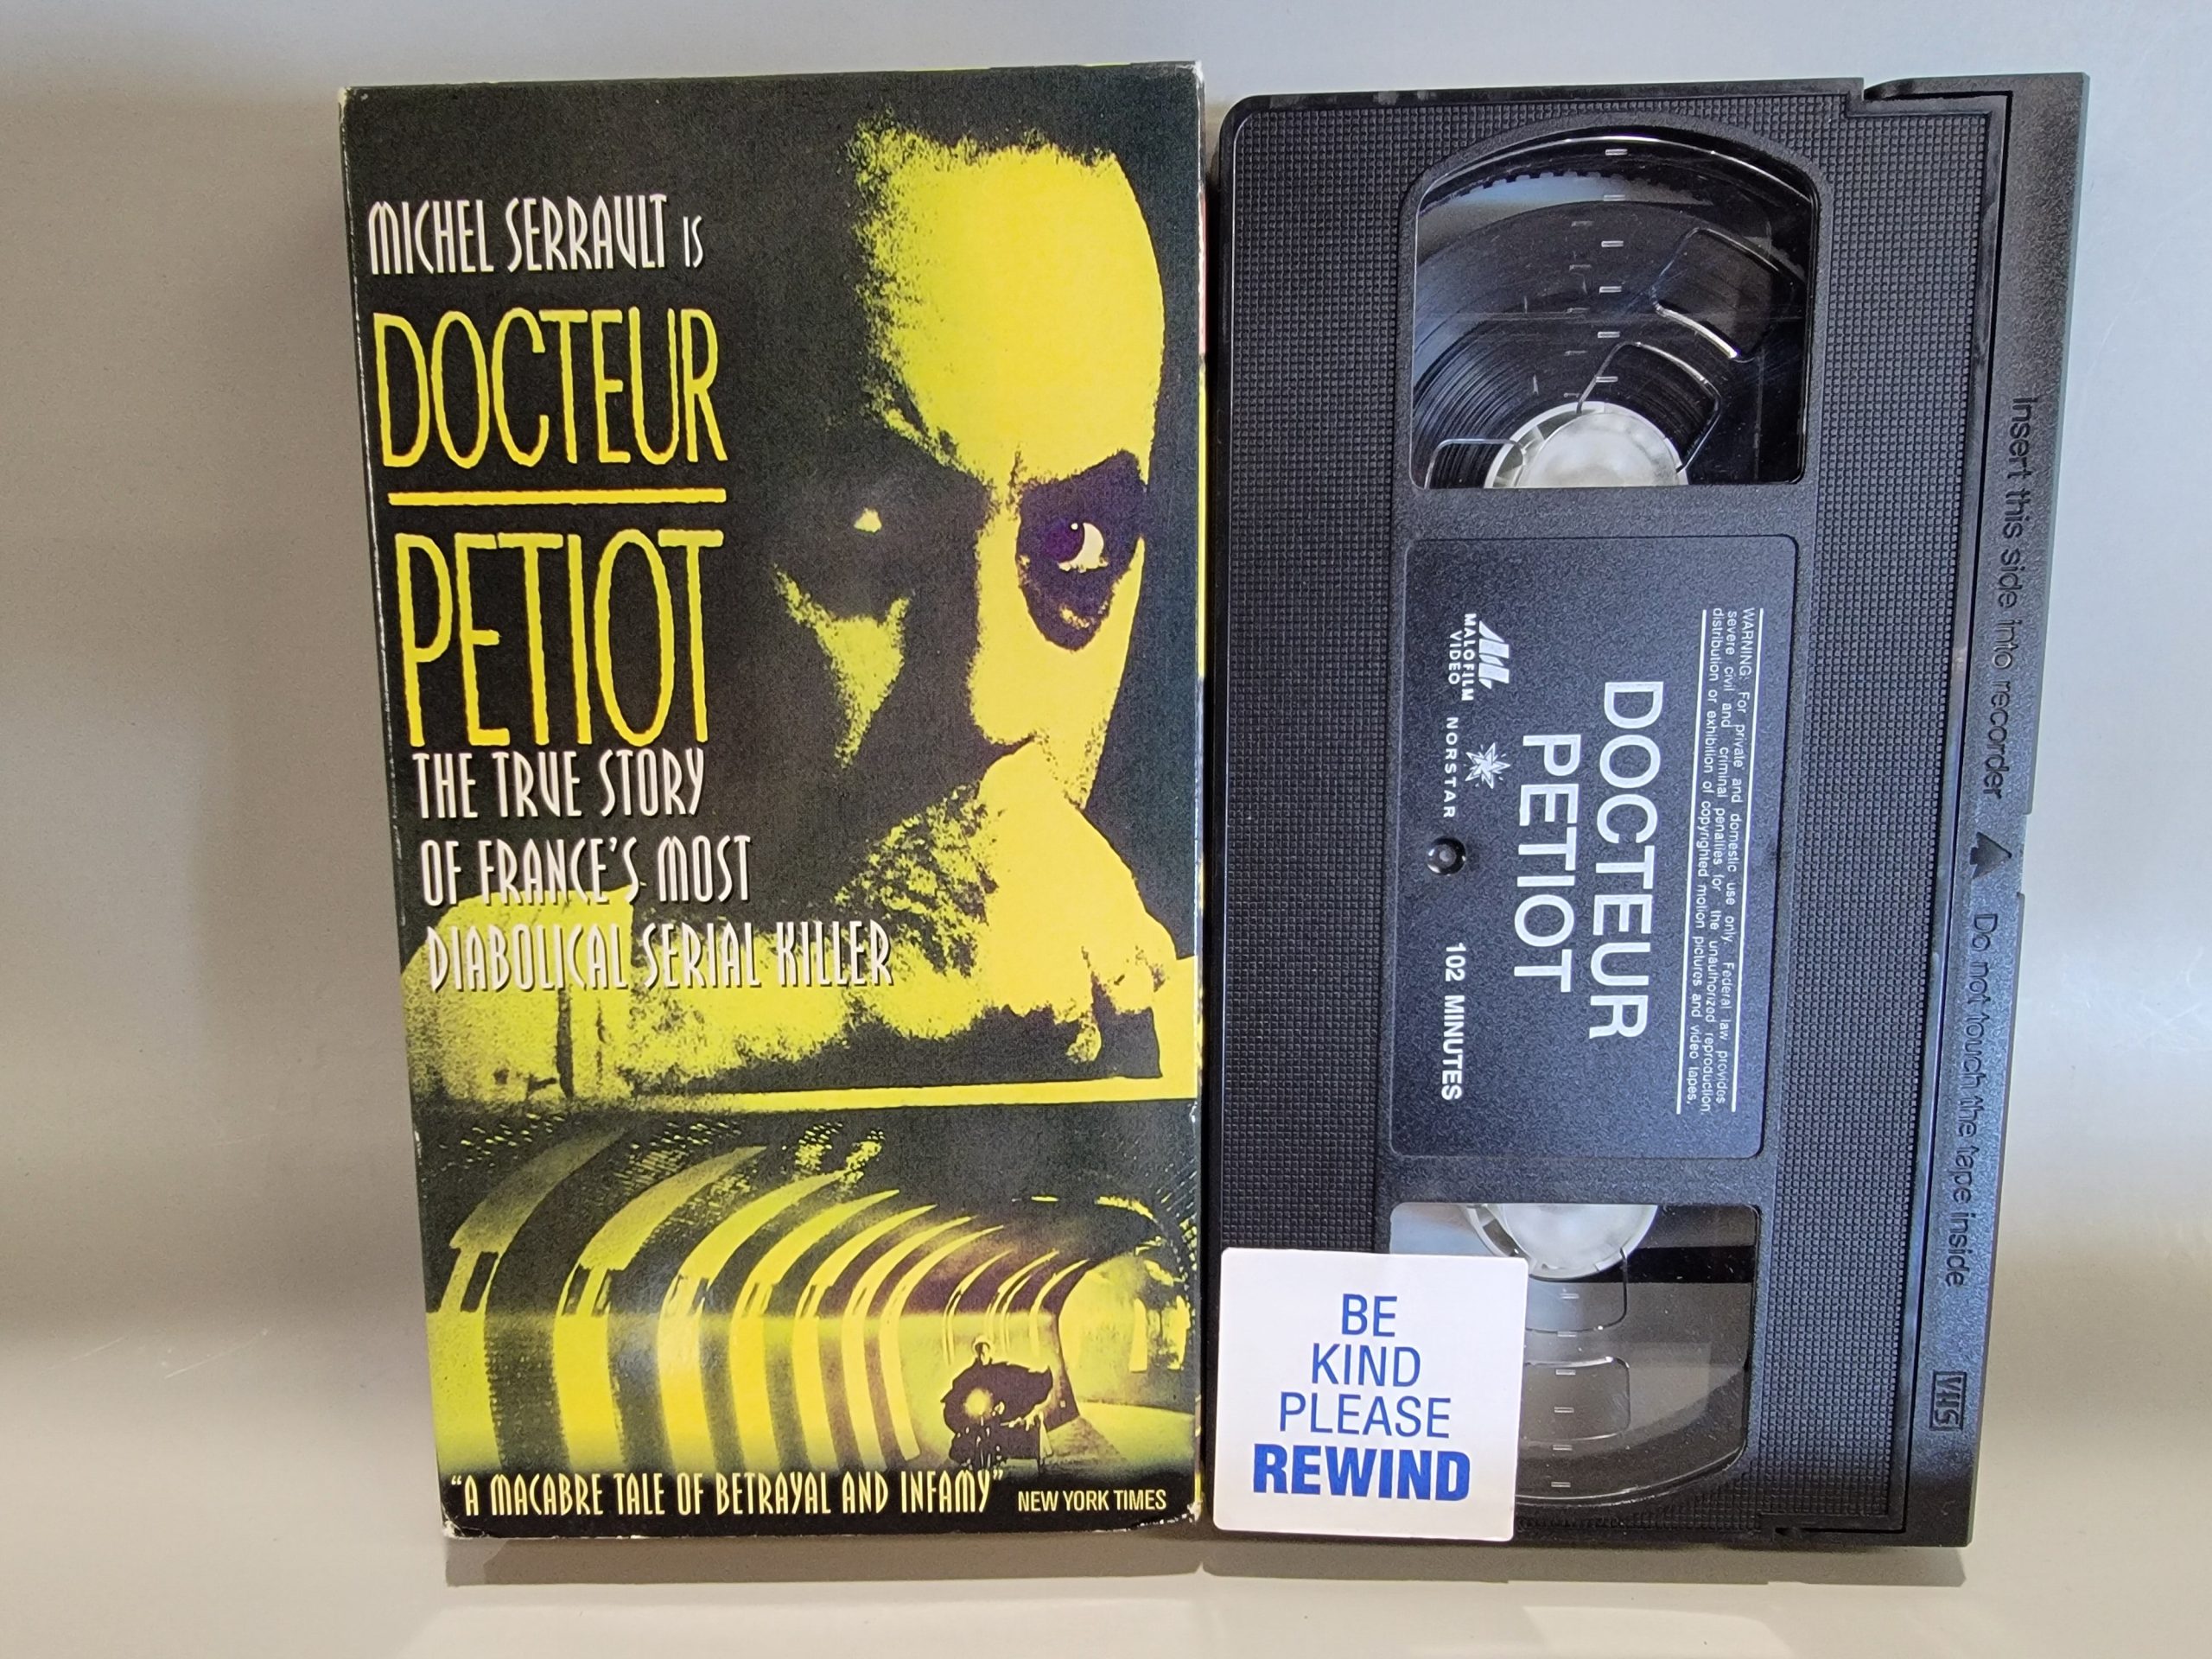 MICHEL SERRAULT IS
DOCTEUR
PETIOT
THE TRUE STORY
OF FRANCE'S MOST
DIABOLICAL SERIAL KILLER
"A MACABRE TALE OF BETRAYAL AND INFAMY" NEW YORK TIMES
WARNING: For private and domestic use only. Federal law provides
severe civil and criminal penalties for the unauthorized reproduction,
distribution or exhibition of copyrighted motion pictures and video tapes.
DOCTEUR
PETIOT
MALOFILM
VIDEO
NORSTAR
102 MINUTES
Insert this side into recorder
Do not touch the tape inside
VHS
BE
KIND
PLEASE
REWIND